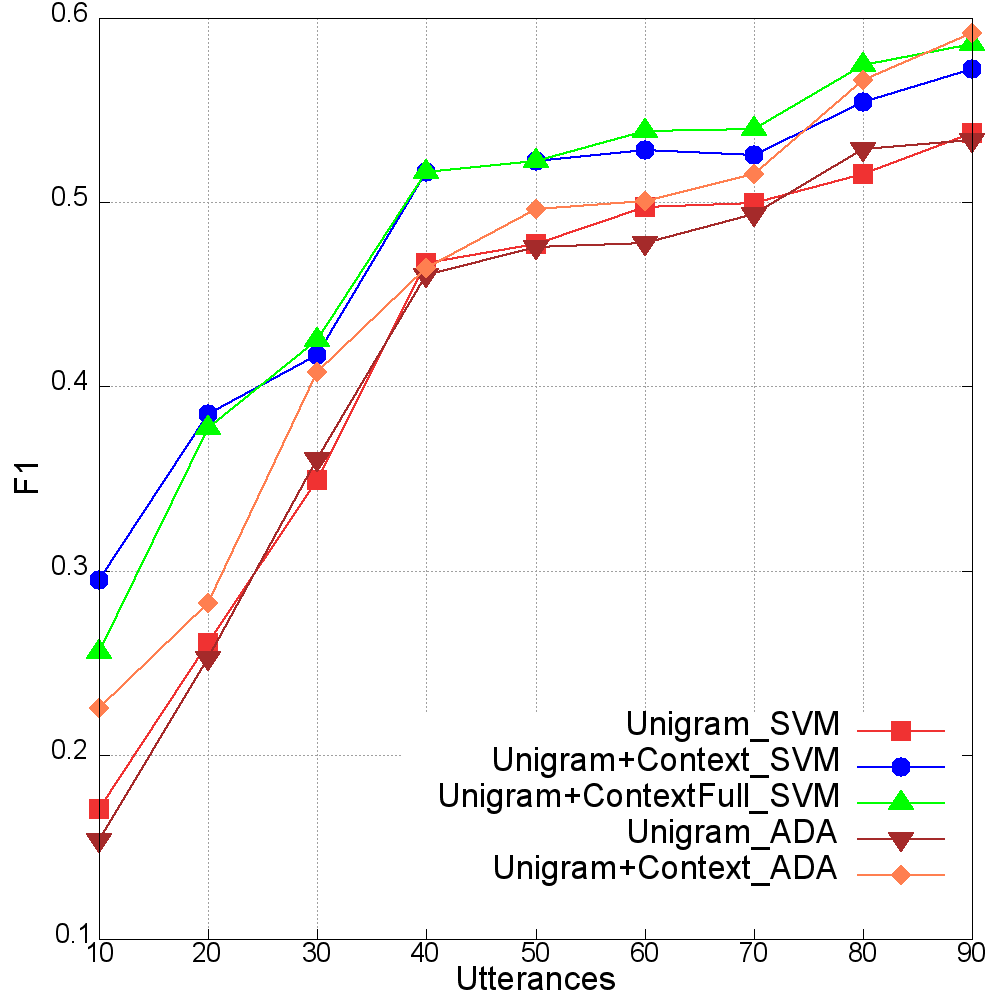 0.6
0.5
0.4
0.3
0.2
0.1
F1
Unigram_SVM
Unigram+Context_SVM
Unigram+ContextFull_SVM
Unigram_ADA
Unigram+Context_ADA
10 20 30 40 50 60 70 80 90
Utterances